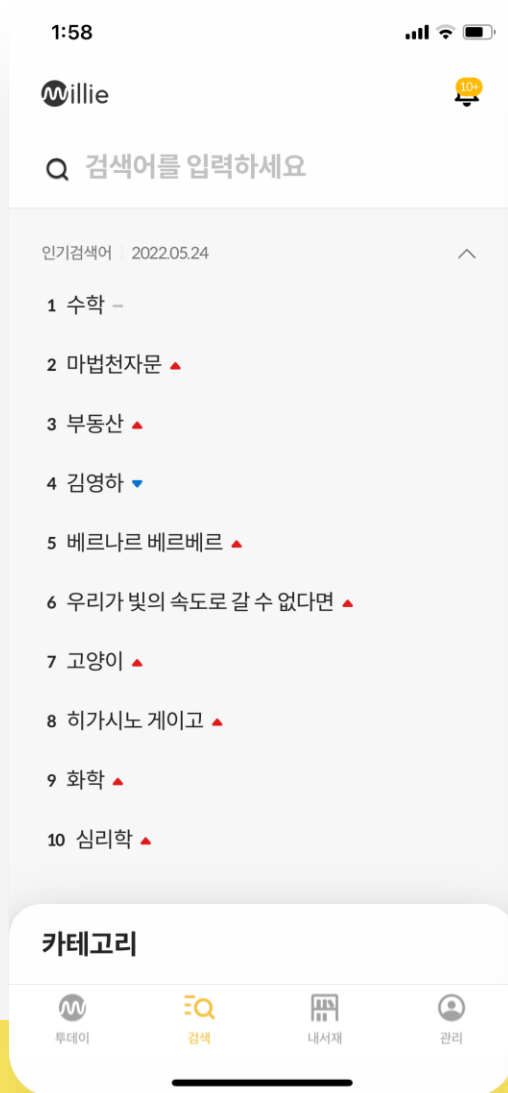 1:58
Millie
10+
검색어를 입력하세요
인기검색어 2022.05.24
1 수학
2 마법천자문
3 부동산
4 김영하
5 베르나르 베르베르
6 우리가 빛의 속도로 갈 수 없다면
7 고양이
8 히가시노 게이고
9 화학
10 심리학
카테고리
투데이 검색 내서재 관리